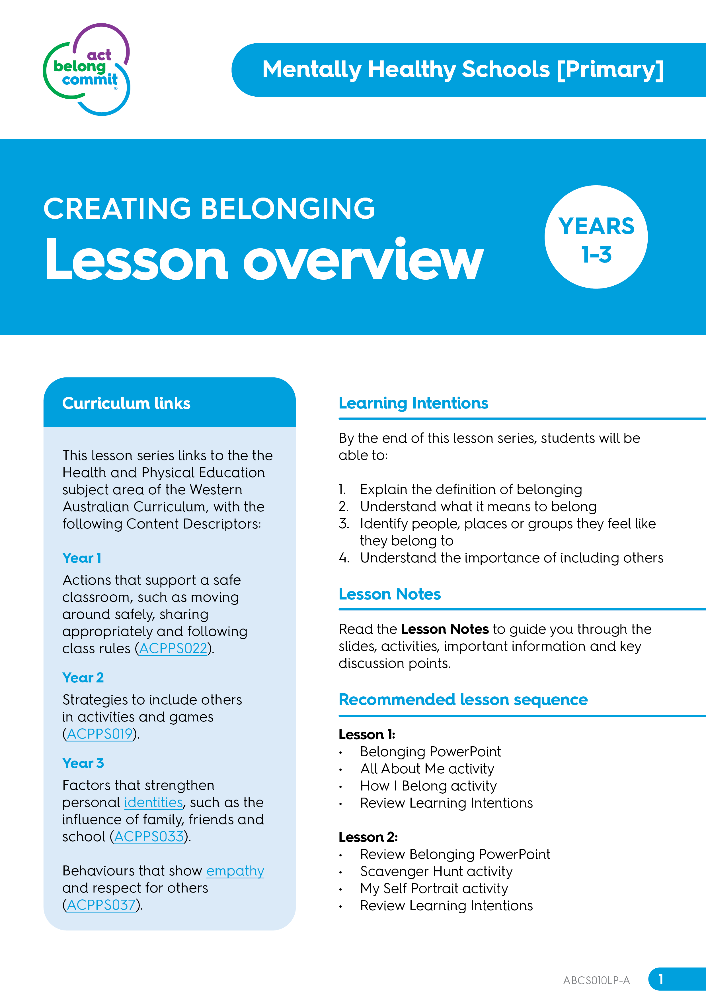 act
belong
commit
®
Mentally Healthy Schools [Primary]
CREATING BELONGING
Lesson overview
YEARS
1-3
Curriculum links
This lesson series links to the the
Health and Physical Education
subject area of the Western
Australian Curriculum, with the
following Content Descriptors:
Year 1
Actions that support a safe
classroom, such as moving
around safely, sharing
appropriately and following
class rules (ACPPS022).
Year 2
Strategies to include others
in activities and games
(ACPPS019).
Year 3
Factors that strengthen
personal identities, such as the
influence of family, friends and
school (ACPPS033).
Behaviours that show empathy
and respect for others
(ACPPS037).
Learning Intentions
By the end of this lesson series, students will be
able to:
1. Explain the definition of belonging
2. Understand what it means to belong
3. Identify people, places or groups they feel like
they belong to
4. Understand the importance of including others
Lesson Notes
Read the Lesson Notes to guide you through the
slides, activities, important information and key
discussion points.
Recommended lesson sequence
Lesson 1:
• Belonging PowerPoint
• All About Me activity
• How I Belong activity
• Review Learning Intentions
Lesson 2:
• Review Belonging PowerPoint
• Scavenger Hunt activity
• My Self Portrait activity
• Review Learning Intentions
ABCS010LP-A
1